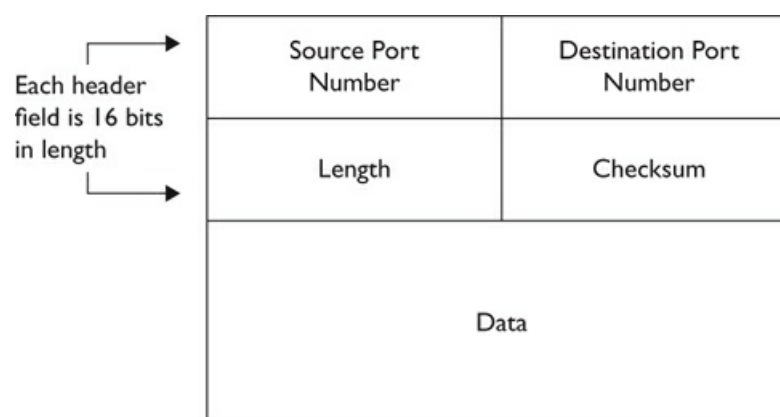 Each header
field is 16 bits
in length
Source Port
Number
Destination Port
Number
Length
Checksum
Data